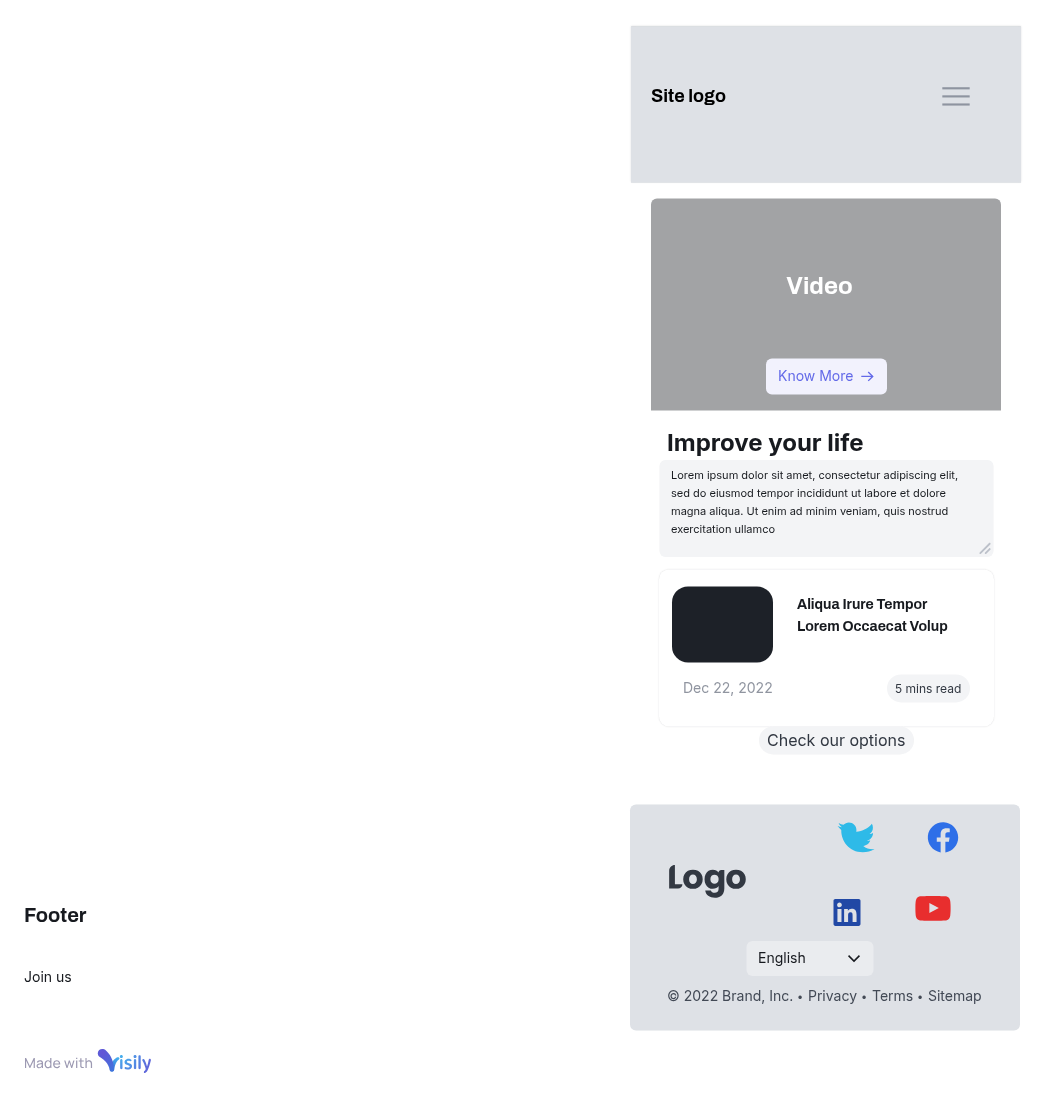 Site logo
Video
Know More
Improve your life
Lorem ipsum dolor sit amet, consectetur adipiscing elit,
sed do eiusmod tempor incididunt ut labore et dolore
magna aliqua. Ut enim ad minim veniam, quis nostrud
exercitation ullamco
Aliqua Irure Tempor
Lorem Occaecat Volup
Dec 22, 2022
5 mins read
Check our options
Logo
in
English
© 2022 Brand, Inc. • Privacy • Terms • Sitemap
Footer
Join us
Made with Visily